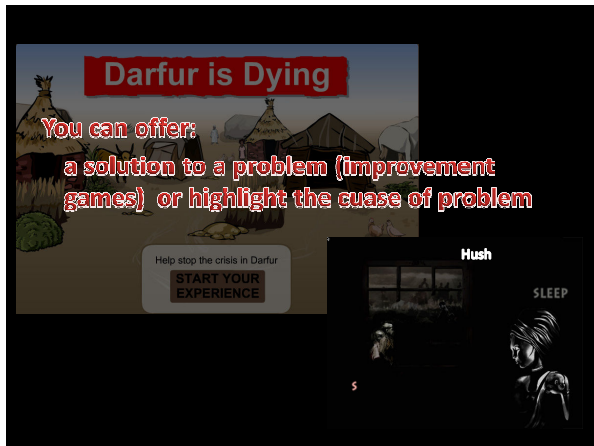 Darfur is Dying
You can offer:
a solution to a problem (improvement
games) or highlight the cuase of problem
Help stop the crisis in Darfur
START YOUR
EXPERIENCE
Hush
SLEEP
S